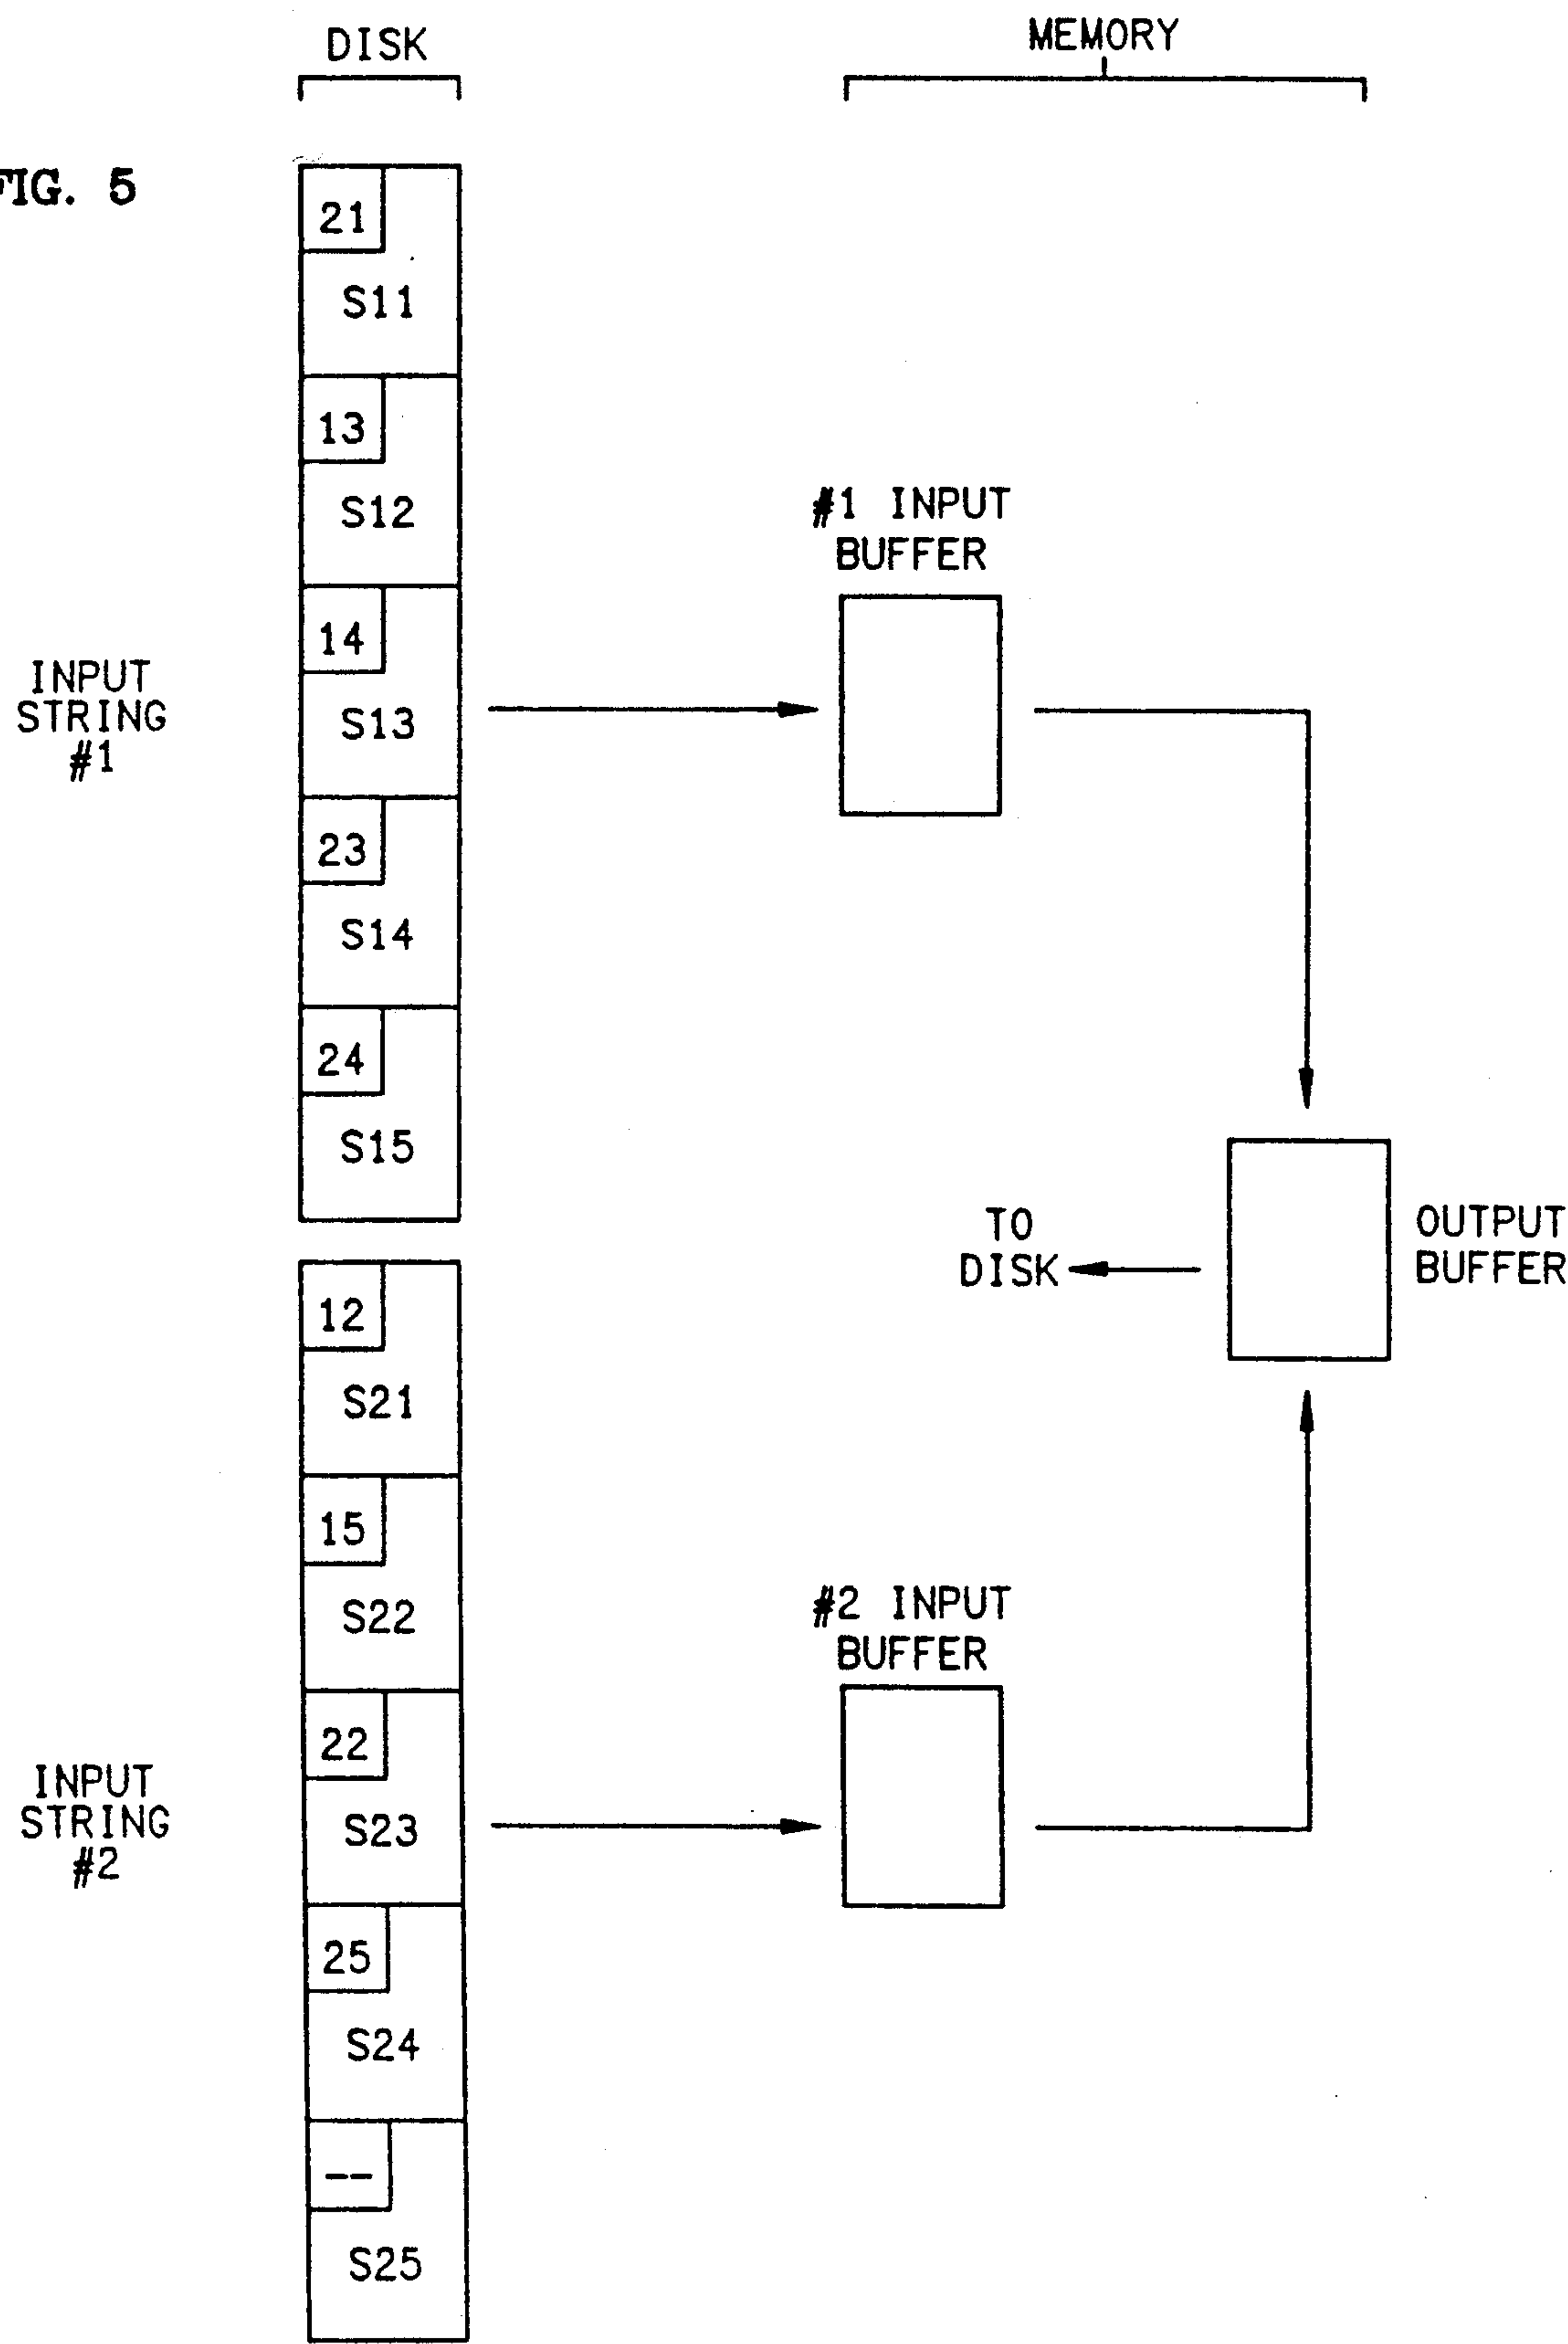 DISK
MEMORY
FIG. 5
21
S11
13
S12
#1 INPUT
BUFFER
14
S13
INPUT
STRING
#1
23
S14
24
S15
TO
DISK
OUTPUT
BUFFER
12
S21
15
S22
#2 INPUT
BUFFER
22
S23
INPUT
STRING
#2
25
S24
--
S25